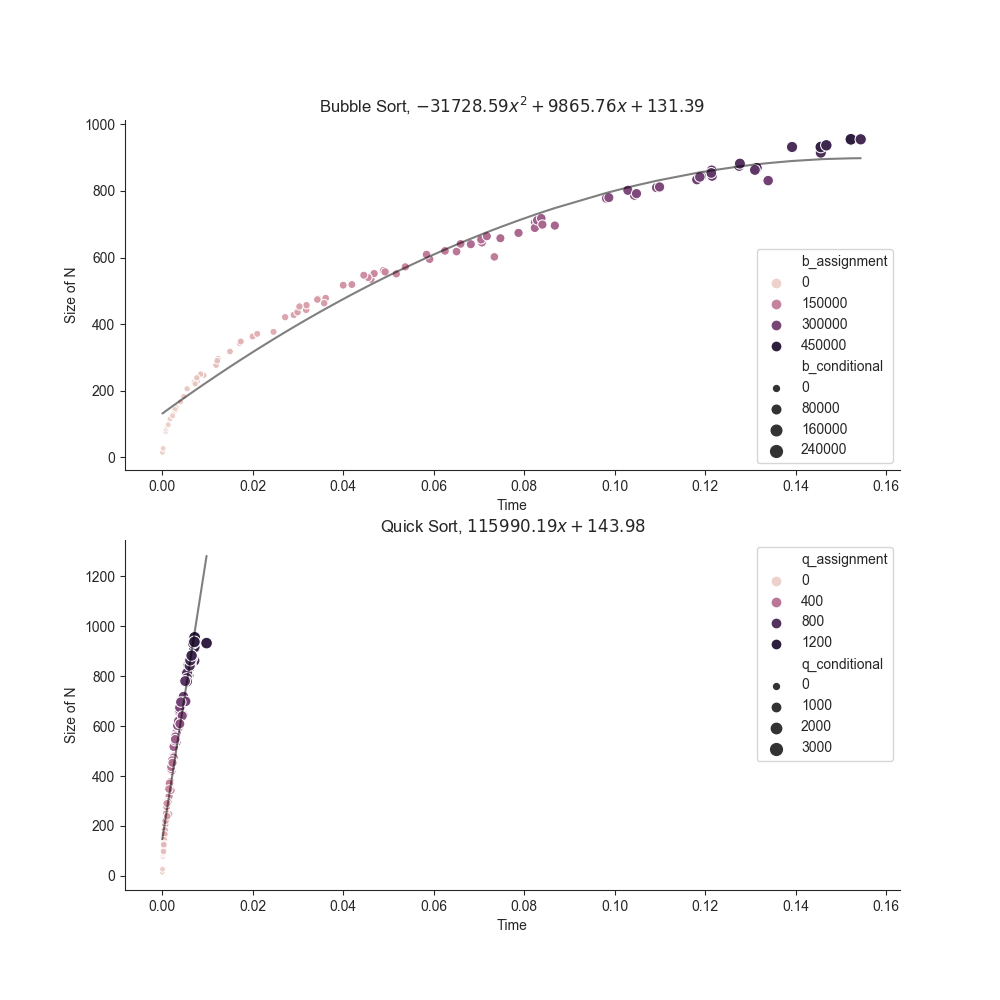 Bubble Sort, −31728.59x² + 9865.76x + 131.39
1000
800
600
400
200
0
Size of N
b_assignment
0
150000
300000
450000
b_conditional
0
80000
160000
240000
0.00 0.02 0.04 0.06 0.08 0.10 0.12 0.14 0.16
Time
Quick Sort, 115990.19x + 143.98
1200
1000
800
600
400
200
0
Size of N
q_assignment
0
400
800
1200
q_conditional
0
1000
2000
3000
0.00 0.02 0.04 0.06 0.08 0.10 0.12 0.14 0.16
Time